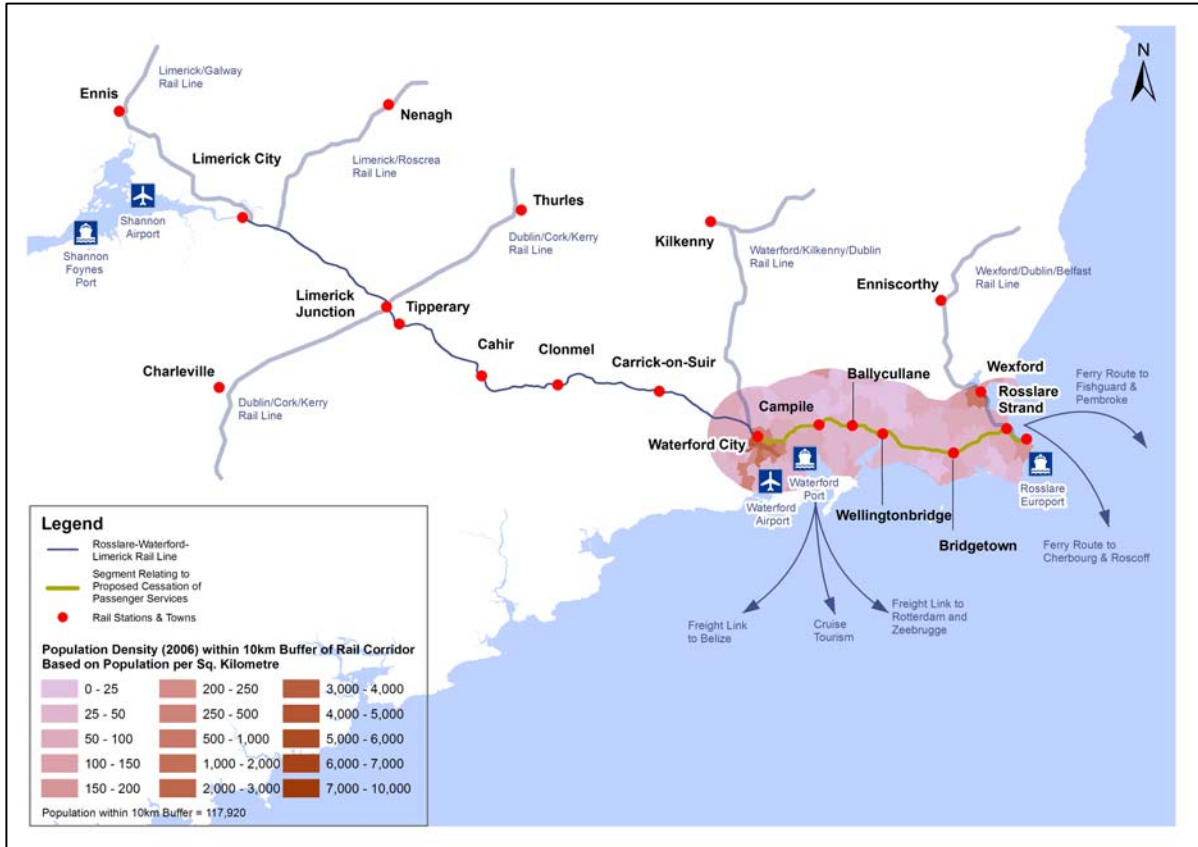 N
Limerick/Galway
Rail Line
Ennis
Nenagh
Limerick City
Limerick/Roscrea
Rail Line
Shannon
Airport
Shannon
Foynes
Port
Thurles
Dublin/Cork/Kerry
Rail Line
Kilkenny
Waterford/Kilkenny/Dublin
Rail Line
Enniscorthy
Wexford/Dublin/Belfast
Rail Line
Limerick
Junction
Tipperary
Cahir
Clonmel
Carrick-on-Suir
Charleville
Dublin/Cork/Kerry
Rail Line
Ballycullane
Wexford
Rosslare
Strand
Ferry Route to
Fishguard &
Pembroke
Campile
Waterford City
Waterford
Port
Waterford
Airport
Rosslare
Europort
Wellingtonbridge
Bridgetown
Ferry Route to
Cherbourg & Roscoff
Freight Link
to Belize
Cruise
Tourism
Freight Link to
Rotterdam and
Zeebrugge
Legend
Rosslare-Waterford-
Limerick Rail Line
Segment Relating to
Proposed Cessation of
Passenger Services
Rail Stations & Towns
Population Density (2006) within 10km Buffer of Rail Corridor
Based on Population per Sq. Kilometre
0 - 25
25 - 50
50 - 100
100 - 150
150 - 200
200 - 250
250 - 500
500 - 1,000
1,000 - 2,000
2,000 - 3,000
3,000 - 4,000
4,000 - 5,000
5,000 - 6,000
6,000 - 7,000
7,000 - 10,000
Population within 10km Buffer = 117,920